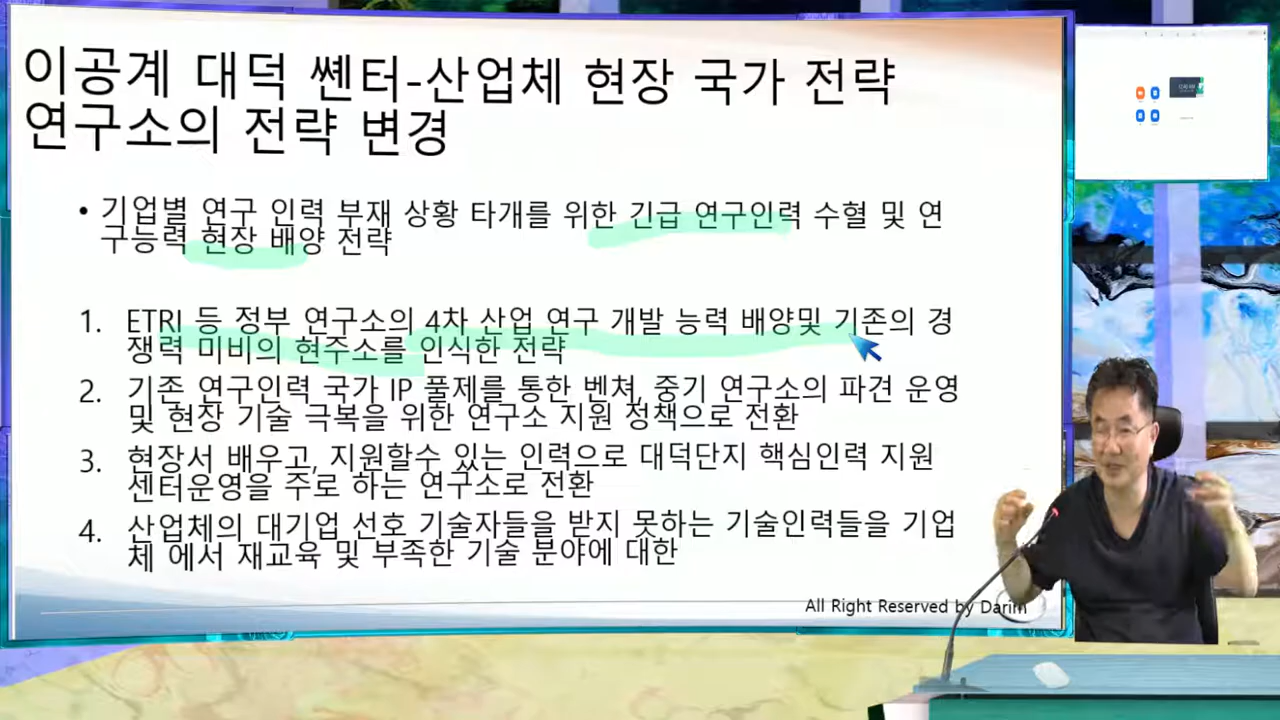 이공계 대덕 쎈터-산업체 현장 국가 전략
연구소의 전략 변경
• 기업별 연구 인력 부재 상황 타개를 위한 긴급 연구인력 수혈 및 연
구능력 현장 배양 전략
1. ETRI 등 정부 연구소의 4차 산업 연구 개발 능력 배양및 기존의 경
쟁력 미비의 현주소를 인식한 전략
2. 기존 연구인력 국가 IP 풀제를 통한 벤쳐, 중기 연구소의 파견 운영
및 현장 기술 극복을 위한 연구소 지원 정책으로 전환
3. 현장서 배우고, 지원할수 있는 인력으로 대덕단지 핵심인력 지원
센터운영을 주로 하는 연구소로 전환
4. 산업체의 대기업 선호 기술자들을 받지 못하는 기술인력들을 기업
체 에서 재교육 및 부족한 기술 분야에 대한
All Right Reserved by Darim